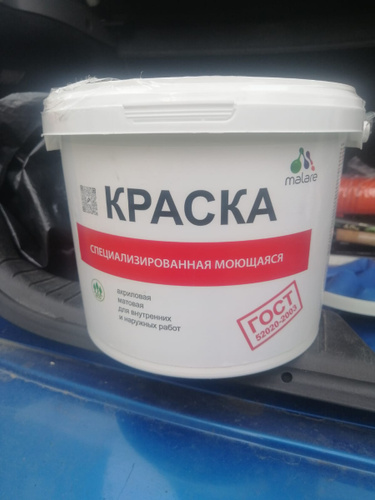 malare
КРАСКА
СПЕЦИАЛИЗИРОВАННАЯ МОЮЩАЯСЯ
акриловая
матовая
для внутренних
и наружных работ
ГОСТ
52020-2003